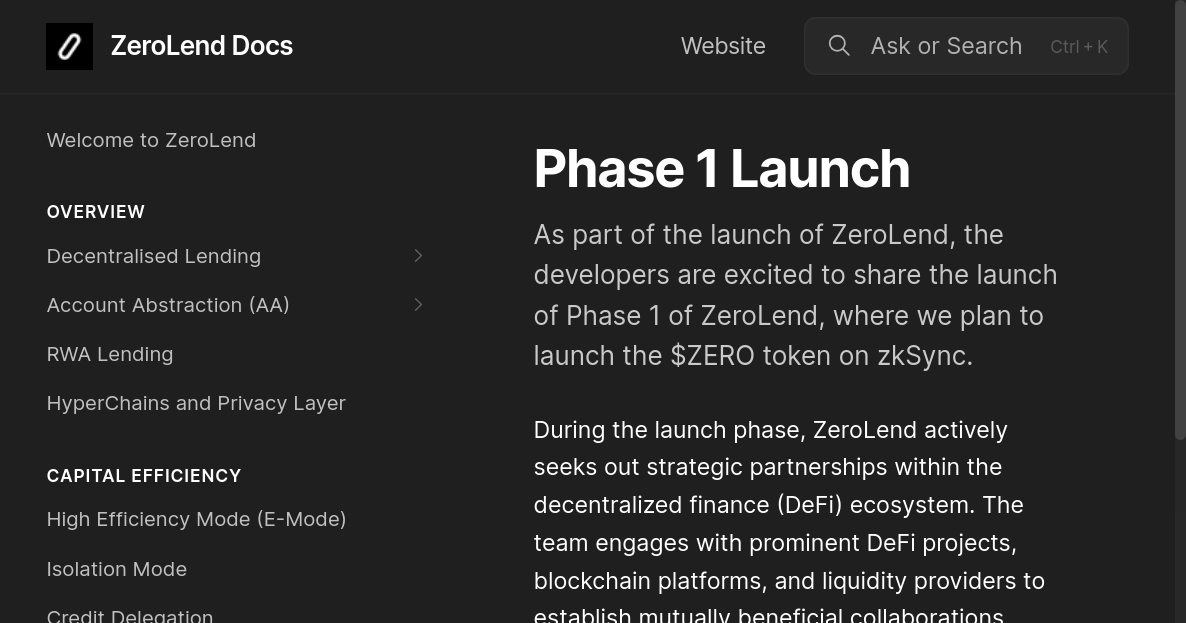 ZeroLend Docs
Website
Ask or Search Ctrl + K
Welcome to ZeroLend
OVERVIEW
Decentralised Lending
Account Abstraction (AA)
RWA Lending
HyperChains and Privacy Layer
CAPITAL EFFICIENCY
High Efficiency Mode (E-Mode)
Isolation Mode
Credit Delegation
Phase 1 Launch
As part of the launch of ZeroLend, the
developers are excited to share the launch
of Phase 1 of ZeroLend, where we plan to
launch the $ZERO token on zkSync.
During the launch phase, ZeroLend actively
seeks out strategic partnerships within the
decentralized finance (DeFi) ecosystem. The
team engages with prominent DeFi projects,
blockchain platforms, and liquidity providers to
establish mutually beneficial collaborations.